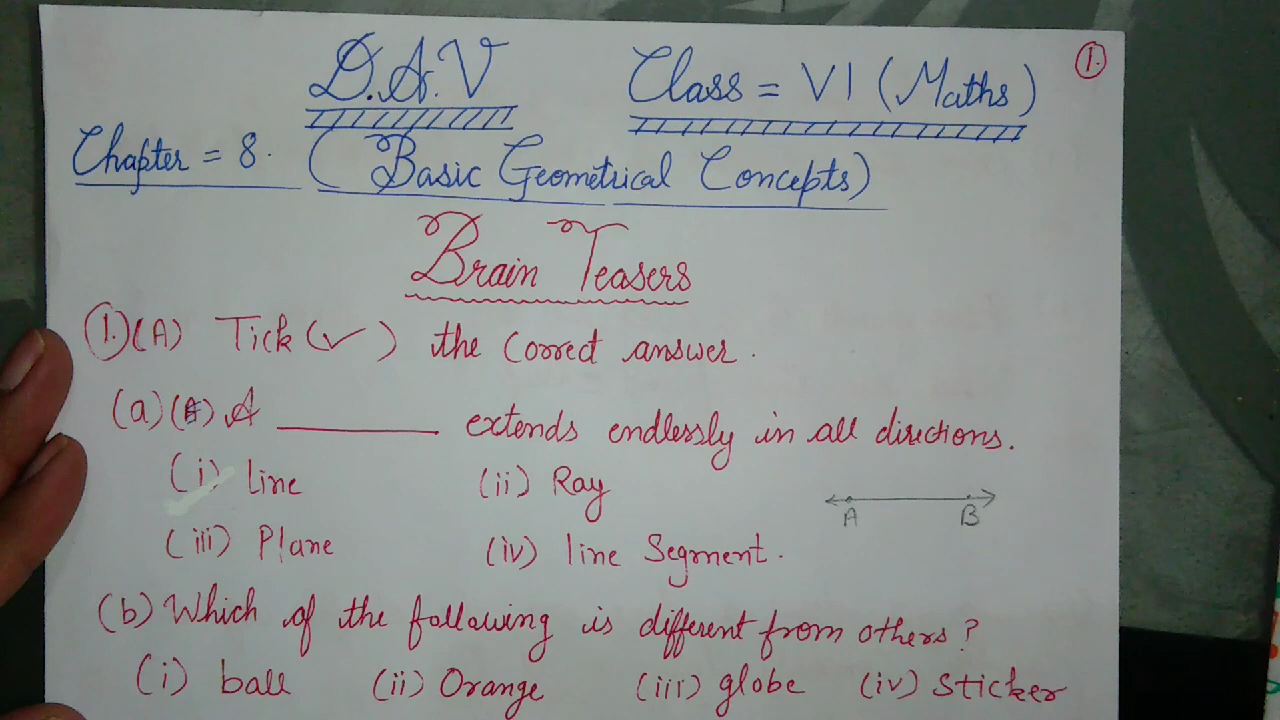 D.A.V Class = VI (Maths) 1.
Chapter = 8. (Basic Geometrical Concepts)
Brain Teasers
1.)(A) Tick (✓) the correct answer.
(a) (A) A ________ extends endlessly in all directions.
(i) line (ii) Ray
A B
(iii) Plane (iv) line Segment.
(b) Which of the following is different from others?
(i) ball (ii) Orange (iii) globe (iv) Sticker